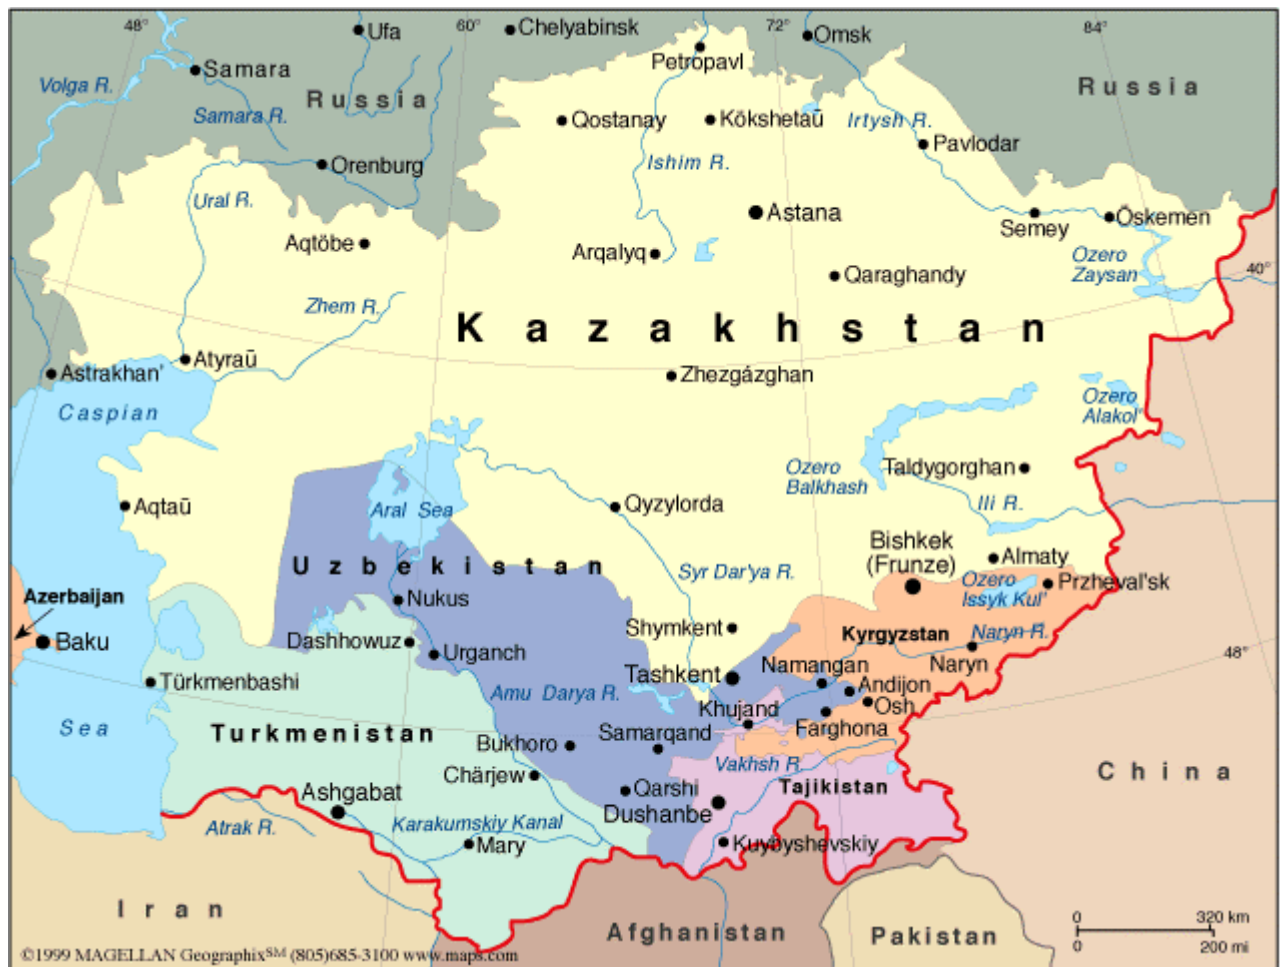 48°
60°
72°
84°
Ufa
Chelyabinsk
Omsk
Samara
Petropavl
Volga R.
Russia
Russia
Samara R.
Qostanay
Kökshetaū
Irtysh R.
Pavlodar
Orenburg
Ishim R.
Ural R.
Astana
Semey
Öskemen
Aqtöbe
Arqalyq
Qaraghandy
Ozero
Zaysan
40°
Zhem R.
Kazakhstan
Atyraū
Astrakhan'
Zhezgázghan
Caspian
Ozero
Alakol'
Ozero
Balkhash
Taldygorghan
Aqtaū
Aral Sea
Qyzylorda
Ili R.
Bishkek
(Frunze)
Almaty
Uzbekistan
Syr Dar'ya R.
Ozero
Issyk Kul'
Przheval'sk
Azerbaijan
Nukus
Baku
Dashhowuz
Urganch
Shymkent
Kyrgyzstan
Naryn R.
Naryn
48°
Türkmenbashi
Tashkent
Namangan
Andijon
Amu Darya R.
Khujand
Osh
Sea
Turkmenistan
Bukhoro
Samarqand
Farghona
Vakhsh R.
China
Chärjew
Qarshi
Tajikistan
Ashgabat
Dushanbe
Atrak R.
Karakumskiy Kanal
Mary
Kuybyshevskiy
Iran
Afghanistan
Pakistan
0
320 km
0
200 mi
©1999 MAGELLAN Geographix℠ (805)685-3100 www.maps.com